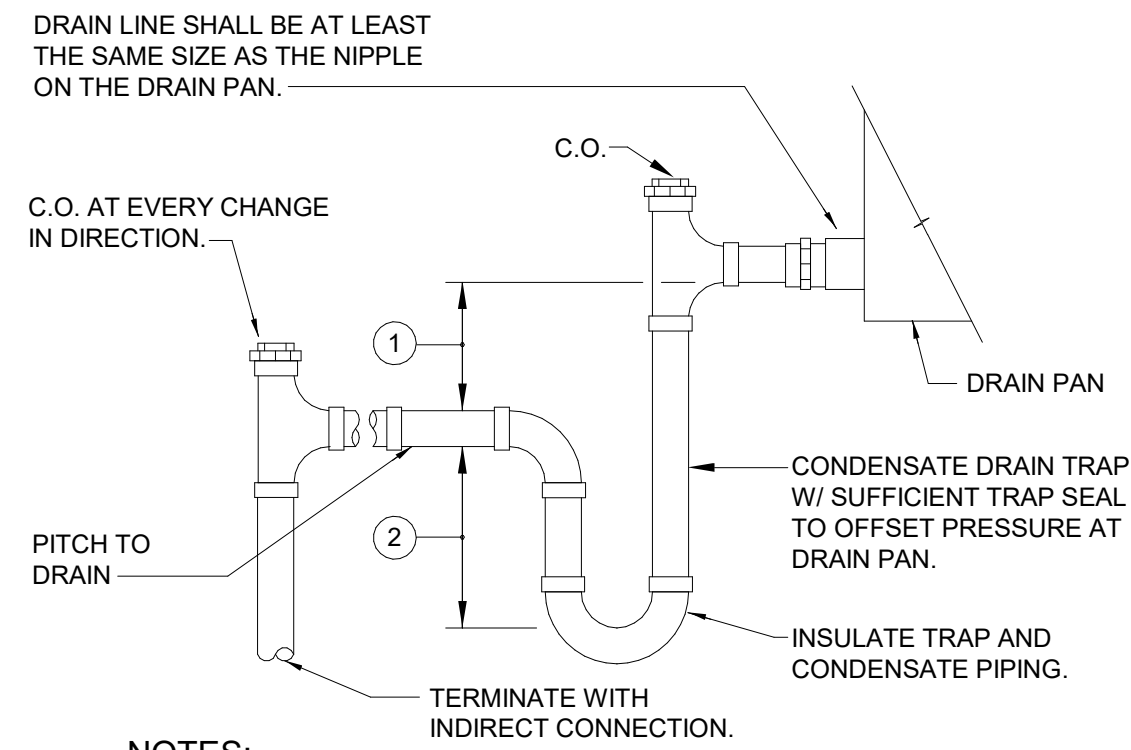 DRAIN LINE SHALL BE AT LEAST
THE SAME SIZE AS THE NIPPLE
ON THE DRAIN PAN.
C.O.
C.O. AT EVERY CHANGE
IN DIRECTION.
1
DRAIN PAN
2
CONDENSATE DRAIN TRAP
W/ SUFFICIENT TRAP SEAL
TO OFFSET PRESSURE AT
DRAIN PAN.
PITCH TO
DRAIN
INSULATE TRAP AND
CONDENSATE PIPING.
TERMINATE WITH
INDIRECT CONNECTION.
NOTES: